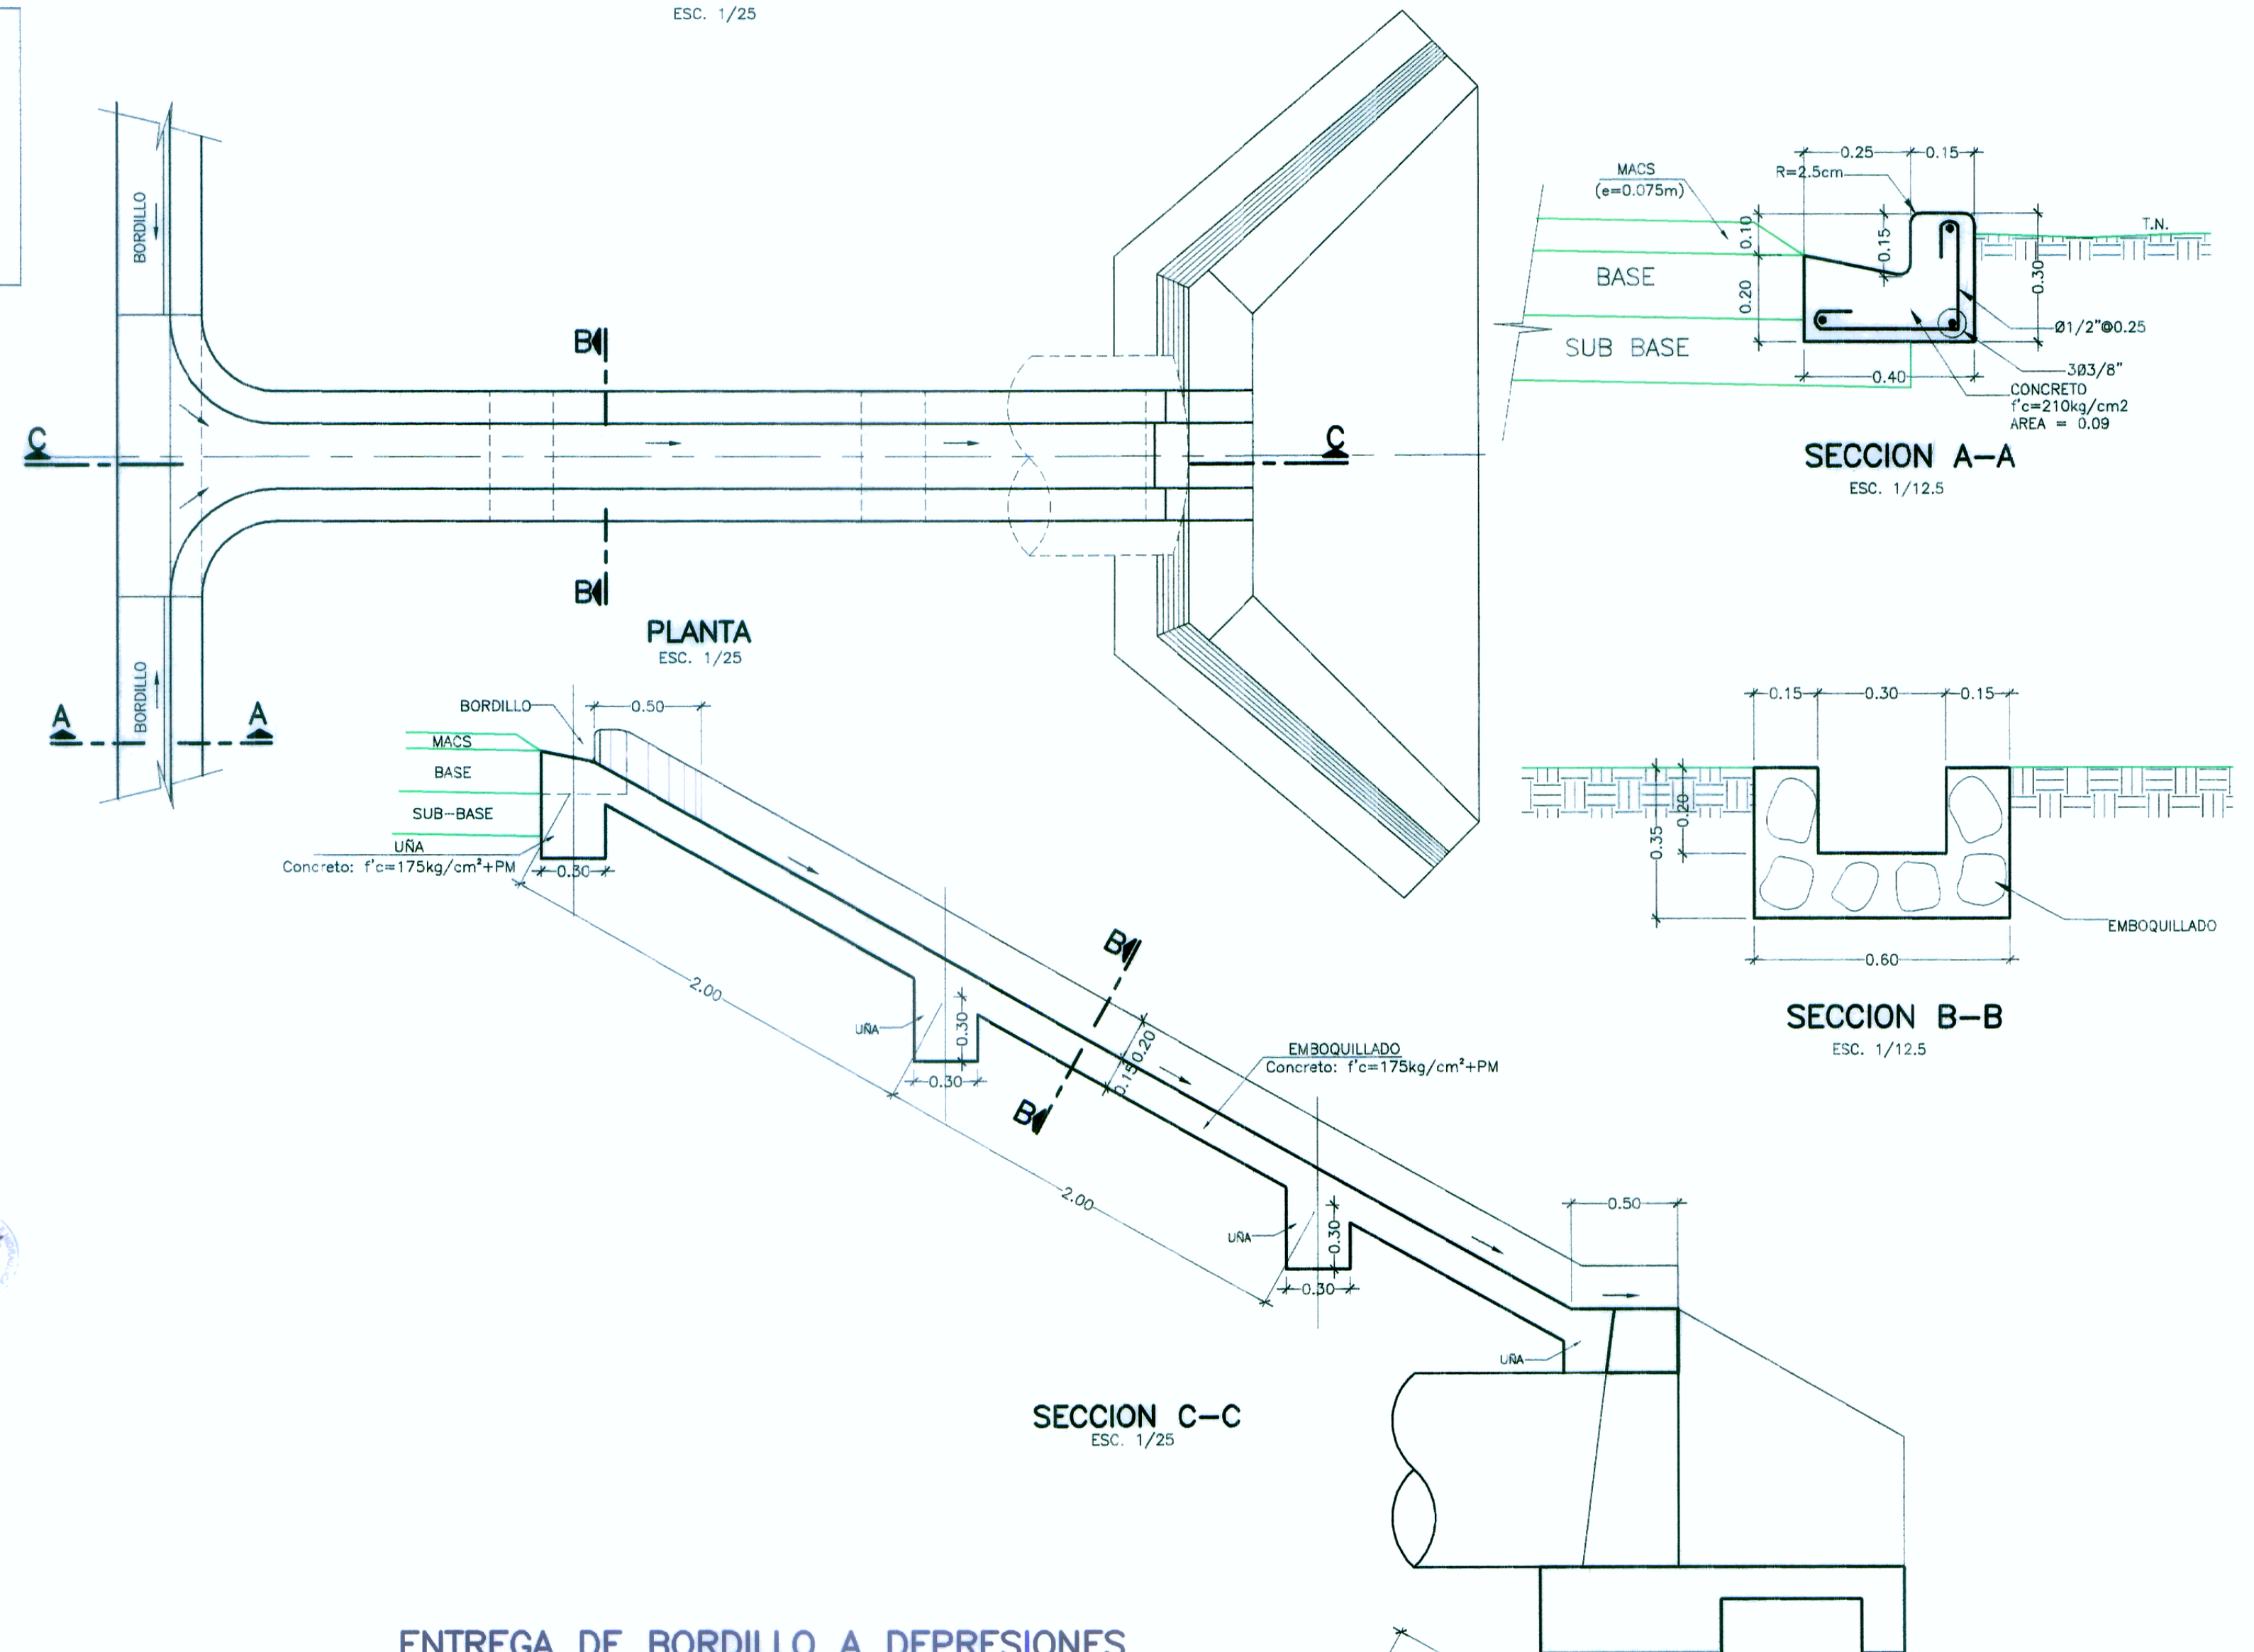 ESC. 1/25
BORDILLO
B
B
C
C
BORDILLO
A
A
PLANTA
ESC. 1/25
0.25
0.15
MACS
(e=0.075m)
R=2.5cm
0.10
0.15
T.N.
BASE
0.20
0.30
SUB BASE
Ø1/2"@0.25
3Ø3/8"
0.40
CONCRETO
f'c=210kg/cm2
AREA = 0.09
SECCION A-A
ESC. 1/12.5
0.15
0.30
0.15
0.20
0.35
EMBOQUILLADO
0.60
SECCION B-B
ESC. 1/12.5
BORDILLO
0.50
MACS
BASE
SUB-BASE
UÑA
Concreto: f'c=175kg/cm²+PM
0.30
2.00
UÑA
0.30
0.30
B
B
0.20
0.15
EMBOQUILLADO
Concreto: f'c=175kg/cm²+PM
2.00
UÑA
0.30
0.30
0.50
UÑA
SECCION C-C
ESC. 1/25
ENTREGA DE BORDILLO A DEPRESIONES